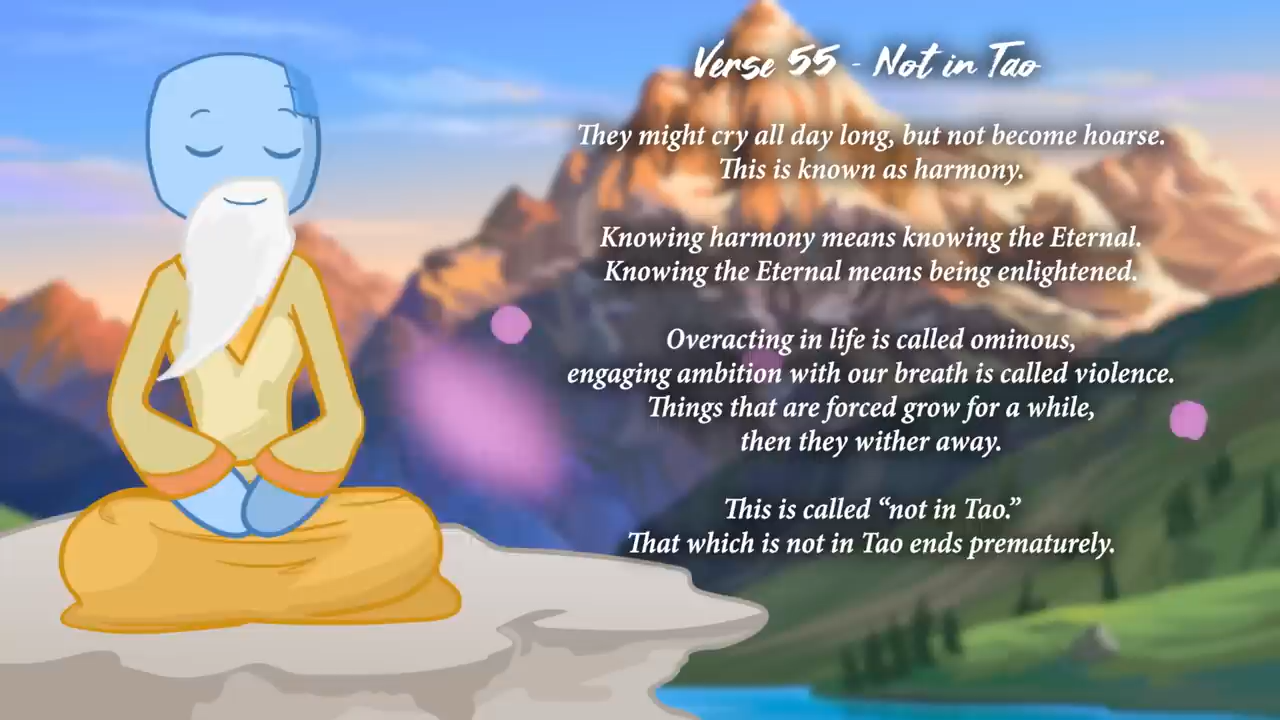 Verse 55 - Not in Tao
They might cry all day long, but not become hoarse.
This is known as harmony.
Knowing harmony means knowing the Eternal.
Knowing the Eternal means being enlightened.
Overacting in life is called ominous,
engaging ambition with our breath is called violence.
Things that are forced grow for a while,
then they wither away.
This is called “not in Tao.”
That which is not in Tao ends prematurely.